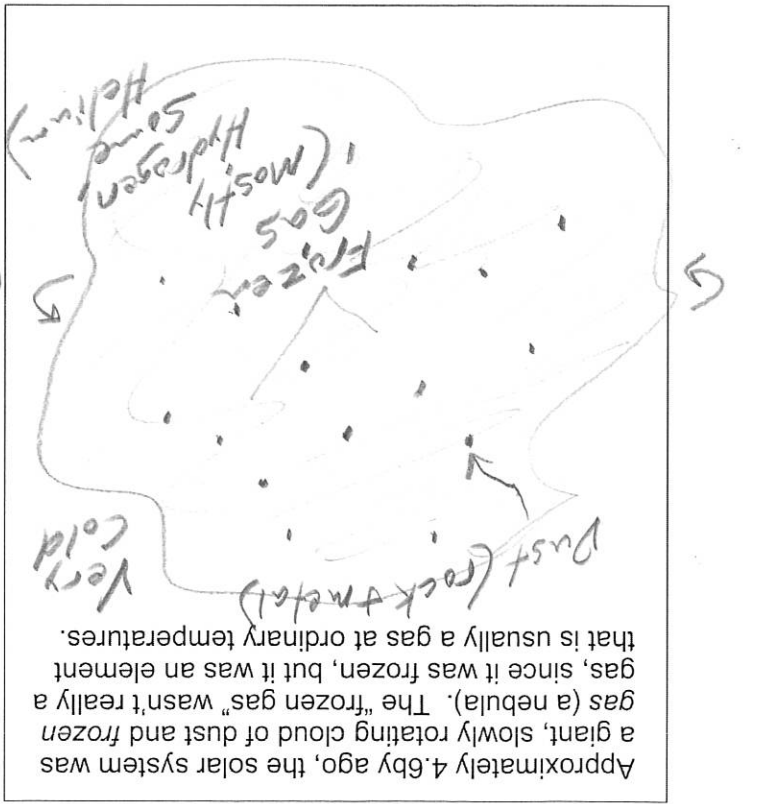 Approximately 4.6by ago, the solar system was
a giant, slowly rotating cloud of dust and frozen
gas (a nebula). The "frozen gas" wasn't really a
gas, since it was frozen, but it was an element
that is usually a gas at ordinary temperatures.
Dust (rock + metal)
Very
Cold
Frozen
Gas
(Mostly
Hydrogen,
Some
Helium)